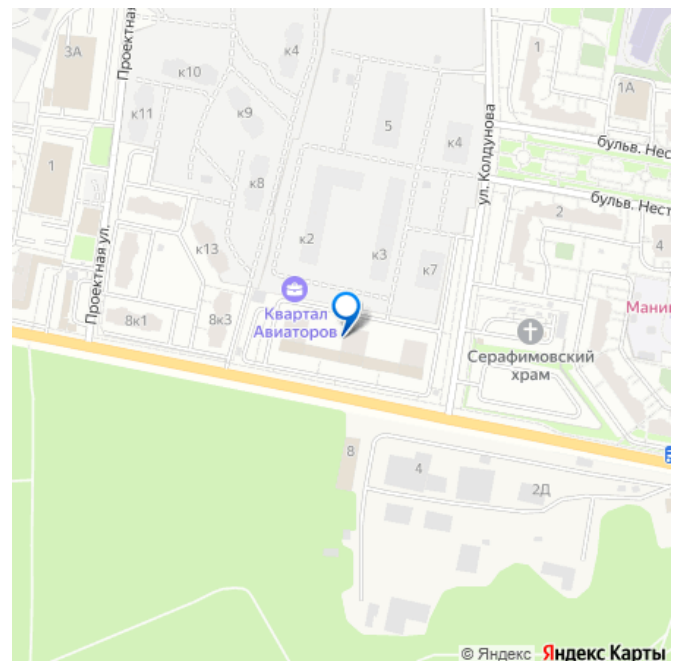 3А
Проектная
к10
к4
1
1А
к11
к9
5
к4
ул. Колдунова
бульв. Нес
1
к8
бульв. Нест
2
4
Проектная ул.
к13
к2
к3
к7
Квартал
Авиаторов
Мани
8к1
8к3
Серафимовский
храм
8
4
2Д
© Яндекс Яндекс Карты